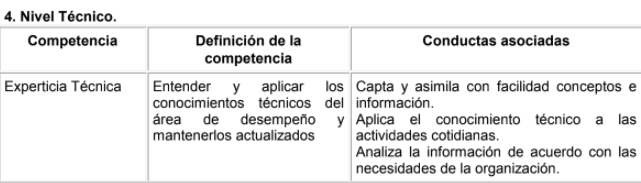 4. Nivel Técnico.
Competencia
Definición de la
competencia
Conductas asociadas
Experticia Técnica
Entender y aplicar los
conocimientos técnicos del
área de desempeño y
mantenerlos actualizados
Capta y asimila con facilidad conceptos e
información.
Aplica el conocimiento técnico a las
actividades cotidianas.
Analiza la información de acuerdo con las
necesidades de la organización.